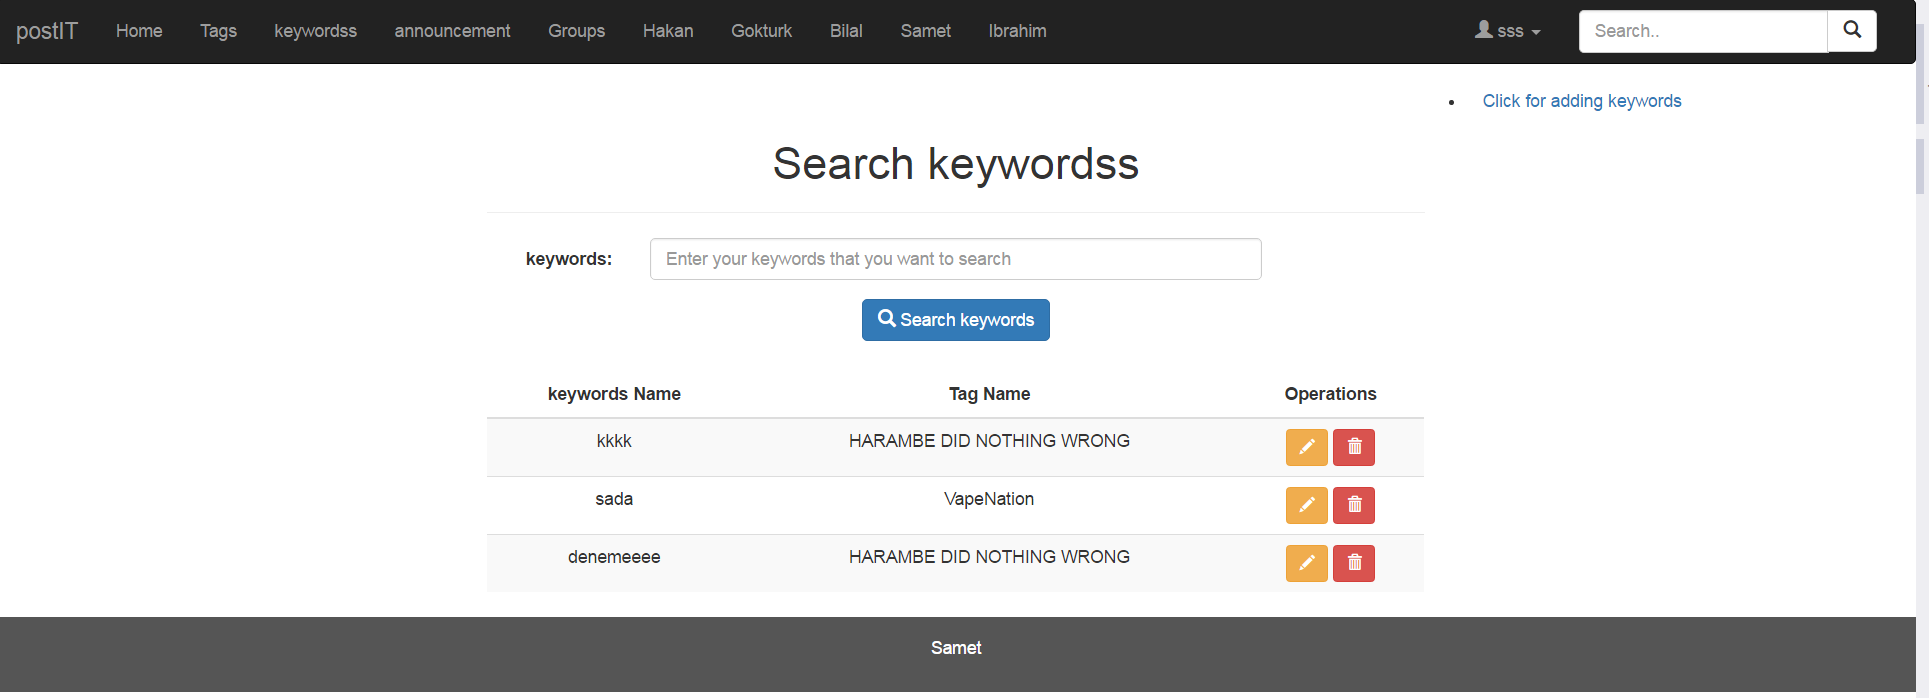 postIT Home Tags keywordss announcement Groups Hakan Gokturk Bilal Samet Ibrahim sss Search..
Click for adding keywords
Search keywordss
keywords: Enter your keywords that you want to search
Search keywords
keywords Name Tag Name Operations
kkkk HARAMBE DID NOTHING WRONG
sada VapeNation
denemeeee HARAMBE DID NOTHING WRONG
Samet